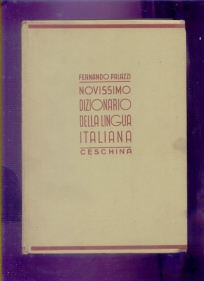 FERNANDO PALAZZI
NOVISSIMO
DIZIONARIO
DELLA LINGUA
ITALIANA
CESCHINA